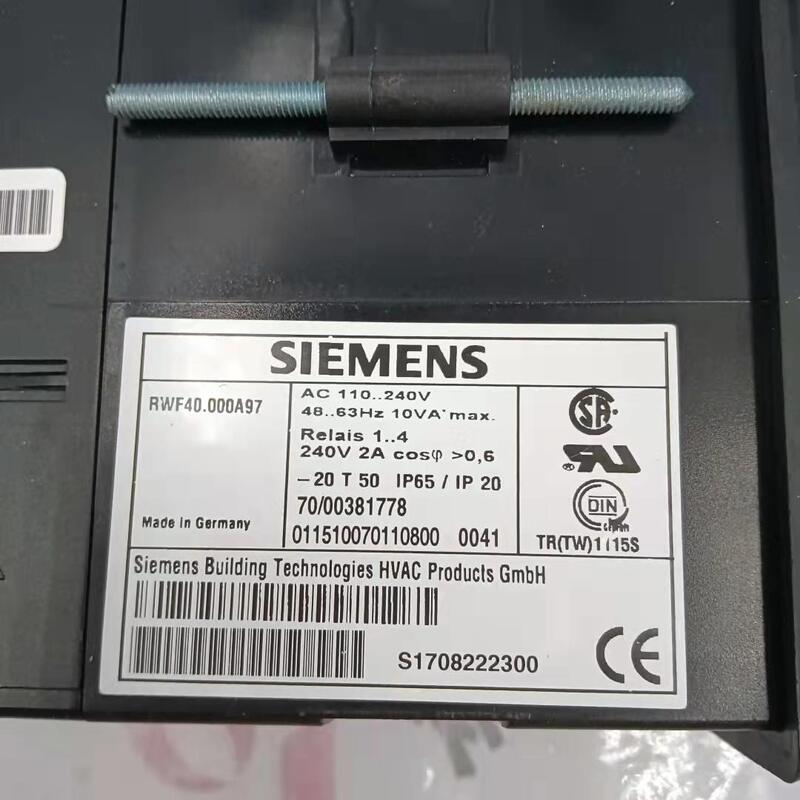 SIEMENS
RWF40.000A97
AC 110..240V
48..63Hz 10VA max.
Relais 1..4
240V 2A cosφ >0,6
-20 T 50 IP65 / IP 20
70/00381778
011510070110800 0041
Made in Germany
SA
®
DIN
TR(TW)1115S
Siemens Building Technologies HVAC Products GmbH
S1708222300
CE